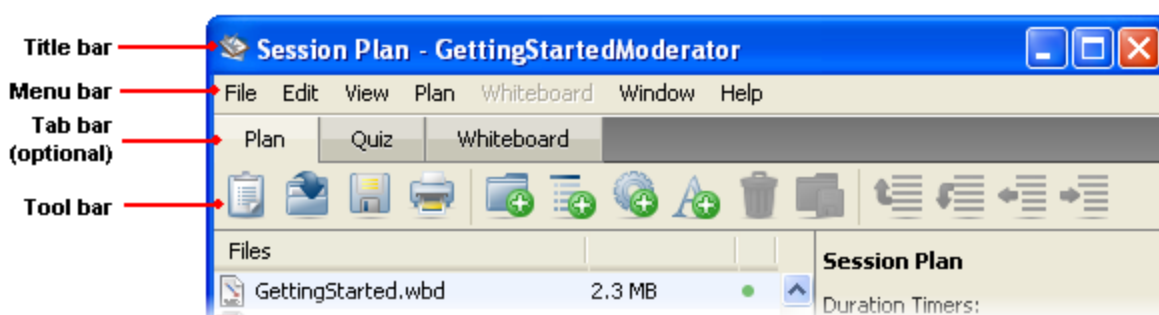 Title bar
Session Plan - GettingStartedModerator
Menu bar
File Edit View Plan Whiteboard Window Help
Tab bar
(optional)
Plan Quiz Whiteboard
Tool bar
Files
Session Plan
GettingStarted.wbd 2.3 MB
Duration Timers: